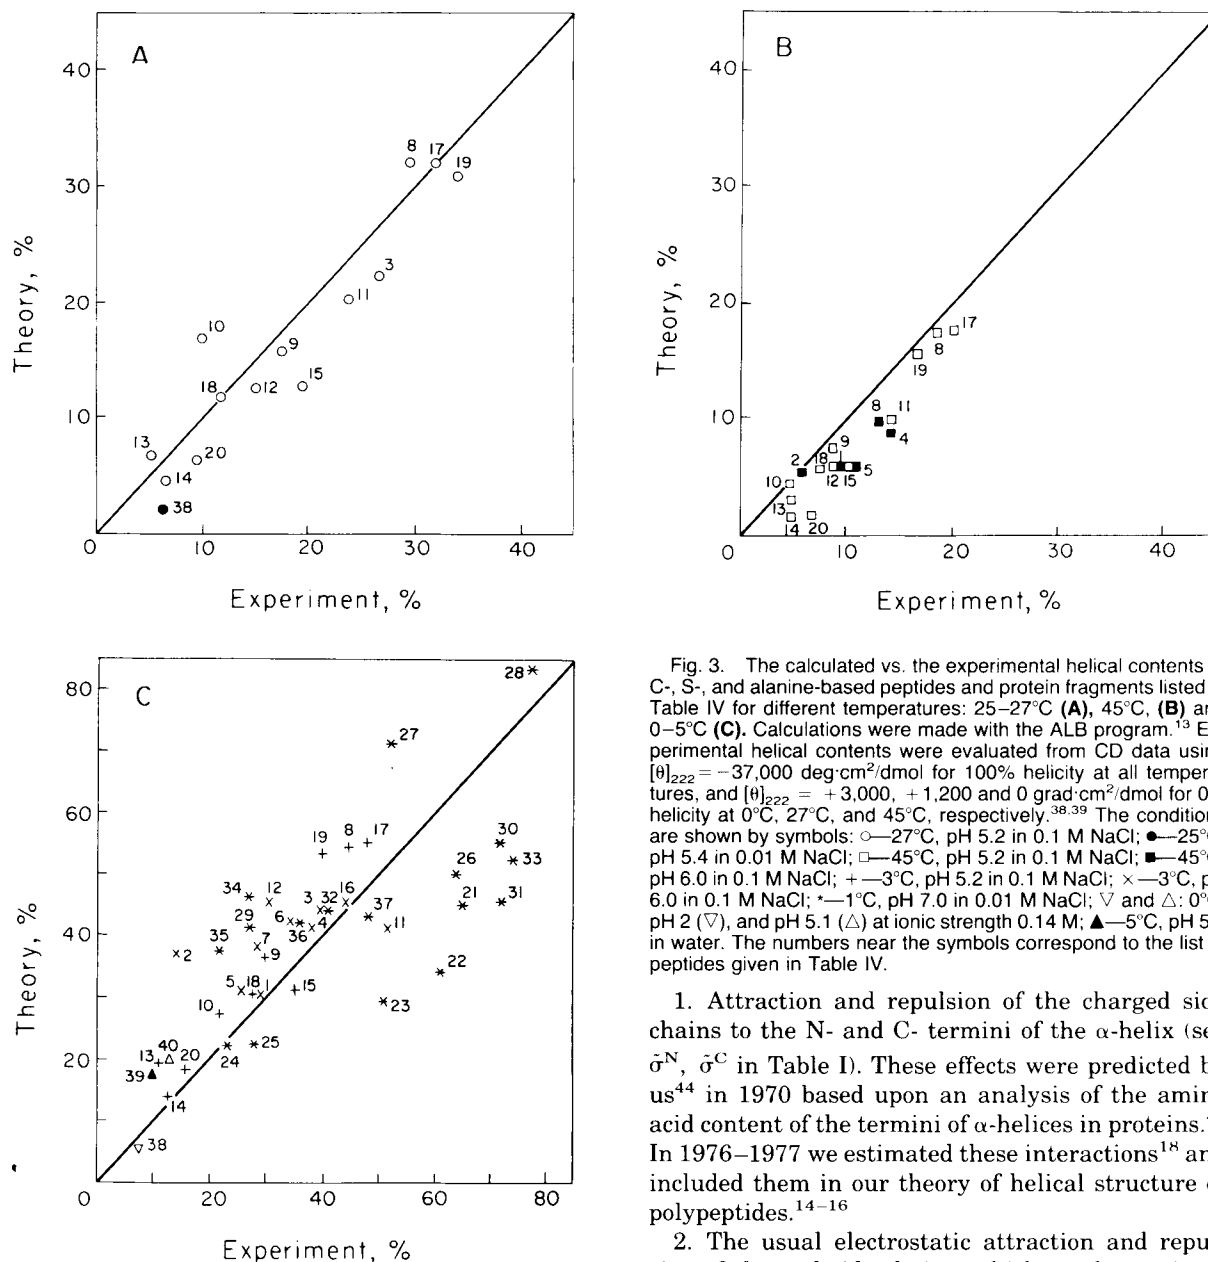 A
40
30
20
10
0
10
20
30
40
Theory, %
Experiment, %
8
17
19
3
11
10
9
15
12
18
13
20
14
38
B
40
30
20
10
0
10
20
30
40
Theory, %
Experiment, %
17
8
19
8
11
4
9
1
18
2
5
12
15
10
13
14
20
C
80
60
40
20
0
20
40
60
80
Theory, %
Experiment, %
28
27
19
8
17
30
33
26
34
12
3
32
16
21
31
29
6
4
37
11
35
7
36
2
9
22
5
18
1
15
23
10
24
25
13
40
20
39
14
38
Fig. 3. The calculated vs. the experimental helical contents
C-, S-, and alanine-based peptides and protein fragments listed
Table IV for different temperatures: 25–27°C (A), 45°C, (B) an
0–5°C (C). Calculations were made with the ALB program.¹³ E
perimental helical contents were evaluated from CD data usin
[θ]₂₂₂ = −37,000 deg·cm²/dmol for 100% helicity at all temper
tures, and [θ]₂₂₂ = +3,000, +1,200 and 0 grad·cm²/dmol for 0
helicity at 0°C, 27°C, and 45°C, respectively.³⁸,³⁹ The condition
are shown by symbols: ○—27°C, pH 5.2 in 0.1 M NaCl; ●—25°
pH 5.4 in 0.01 M NaCl; □—45°C, pH 5.2 in 0.1 M NaCl; ■—45°
pH 6.0 in 0.1 M NaCl; + —3°C, pH 5.2 in 0.1 M NaCl; ×—3°C, p
6.0 in 0.1 M NaCl; *—1°C, pH 7.0 in 0.01 M NaCl; ▽ and △: 0°
pH 2 (▽), and pH 5.1 (△) at ionic strength 0.14 M; ▲—5°C, pH 5
in water. The numbers near the symbols correspond to the list
peptides given in Table IV.
1. Attraction and repulsion of the charged sid
chains to the N- and C- termini of the α-helix (se
σ̃ᴺ, σ̃ᶜ in Table I). These effects were predicted b
us⁴⁴ in 1970 based upon an analysis of the amin
acid content of the termini of α-helices in proteins.
In 1976–1977 we estimated these interactions¹⁸ an
included them in our theory of helical structure o
polypeptides.¹⁴⁻¹⁶
2. The usual electrostatic attraction and repu